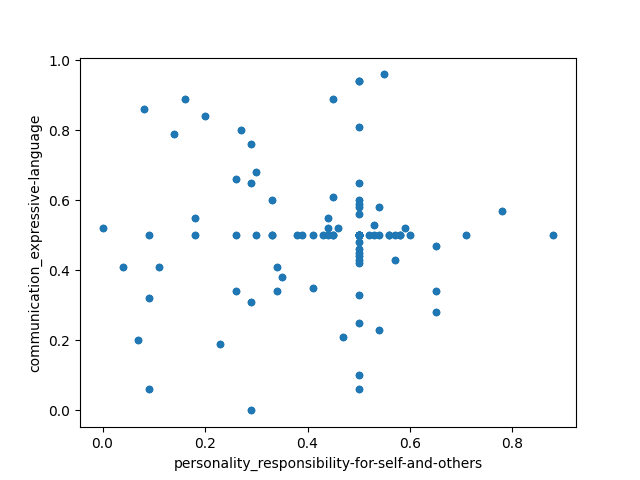 1.0
0.8
0.6
0.4
0.2
0.0
communication_expressive-language
0.0 0.2 0.4 0.6 0.8
personality_responsibility-for-self-and-others